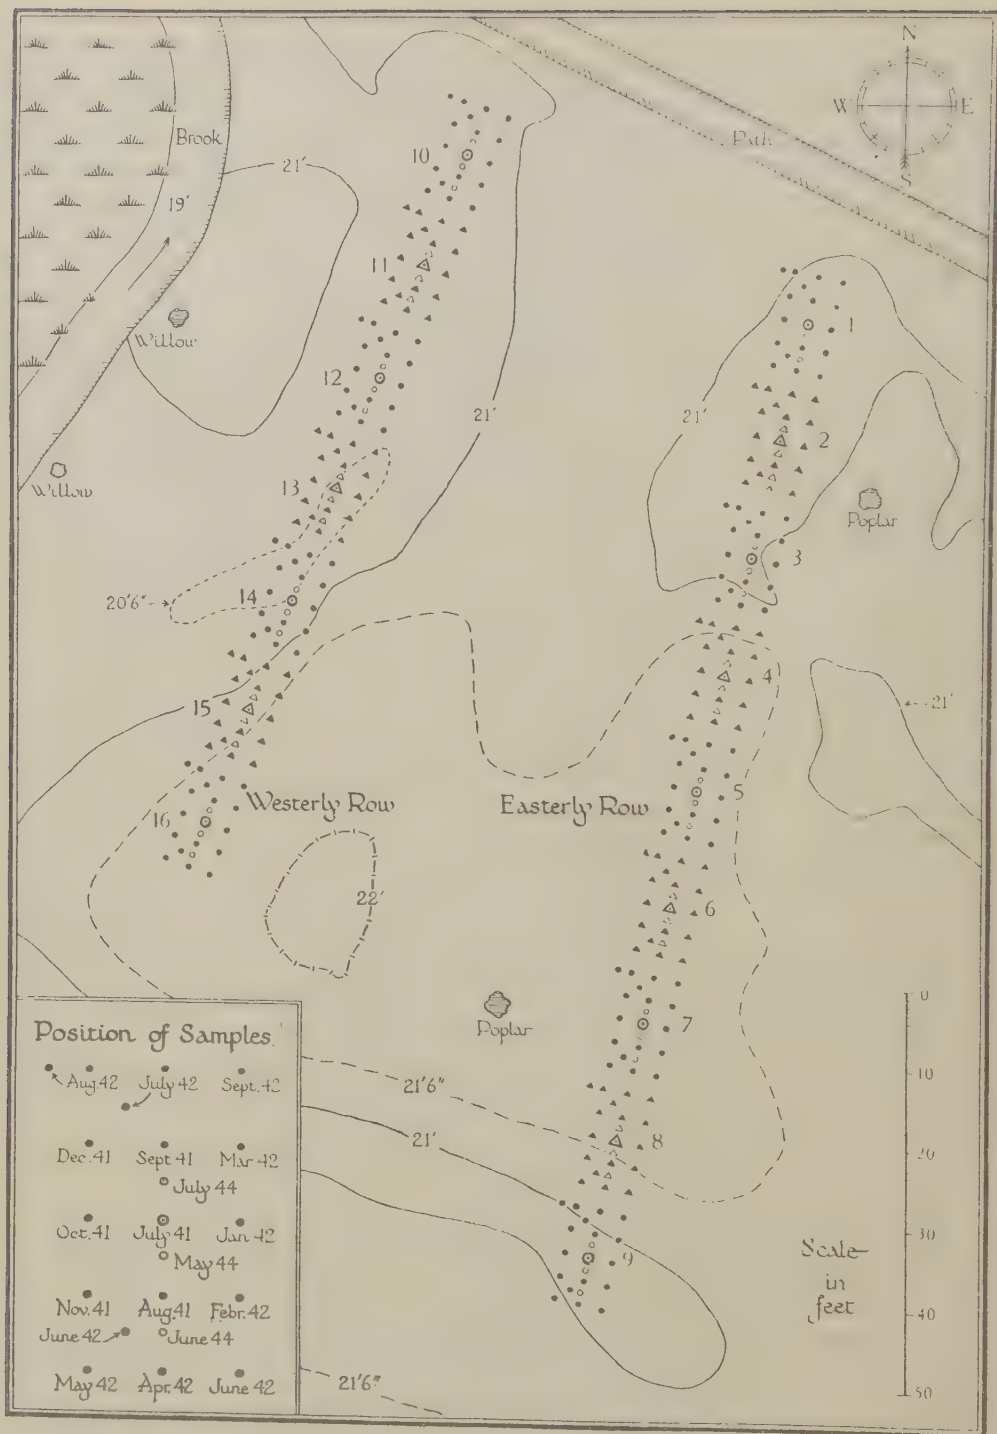 N
W E
S
Path
Brook
19'
21'
10
11
12
13
14
15
16
1
2
3
4
5
6
7
8
9
Willow
Willow
21'
21'
Poplar
20'6"
21'
Westerly Row
Easterly Row
22'
Poplar
21'6"
21'
21'6"
0
10
20
30
40
50
Scale
in
feet
Position of Samples.
Aug. 42 July 42 Sept. 42
Dec. 41 Sept 41 Mar 42
July 44
Oct. 41 July 41 Jan 42
May 44
Nov. 41 Aug. 41 Febr. 42
June 42 June 44
May 42 Apr. 42 June 42